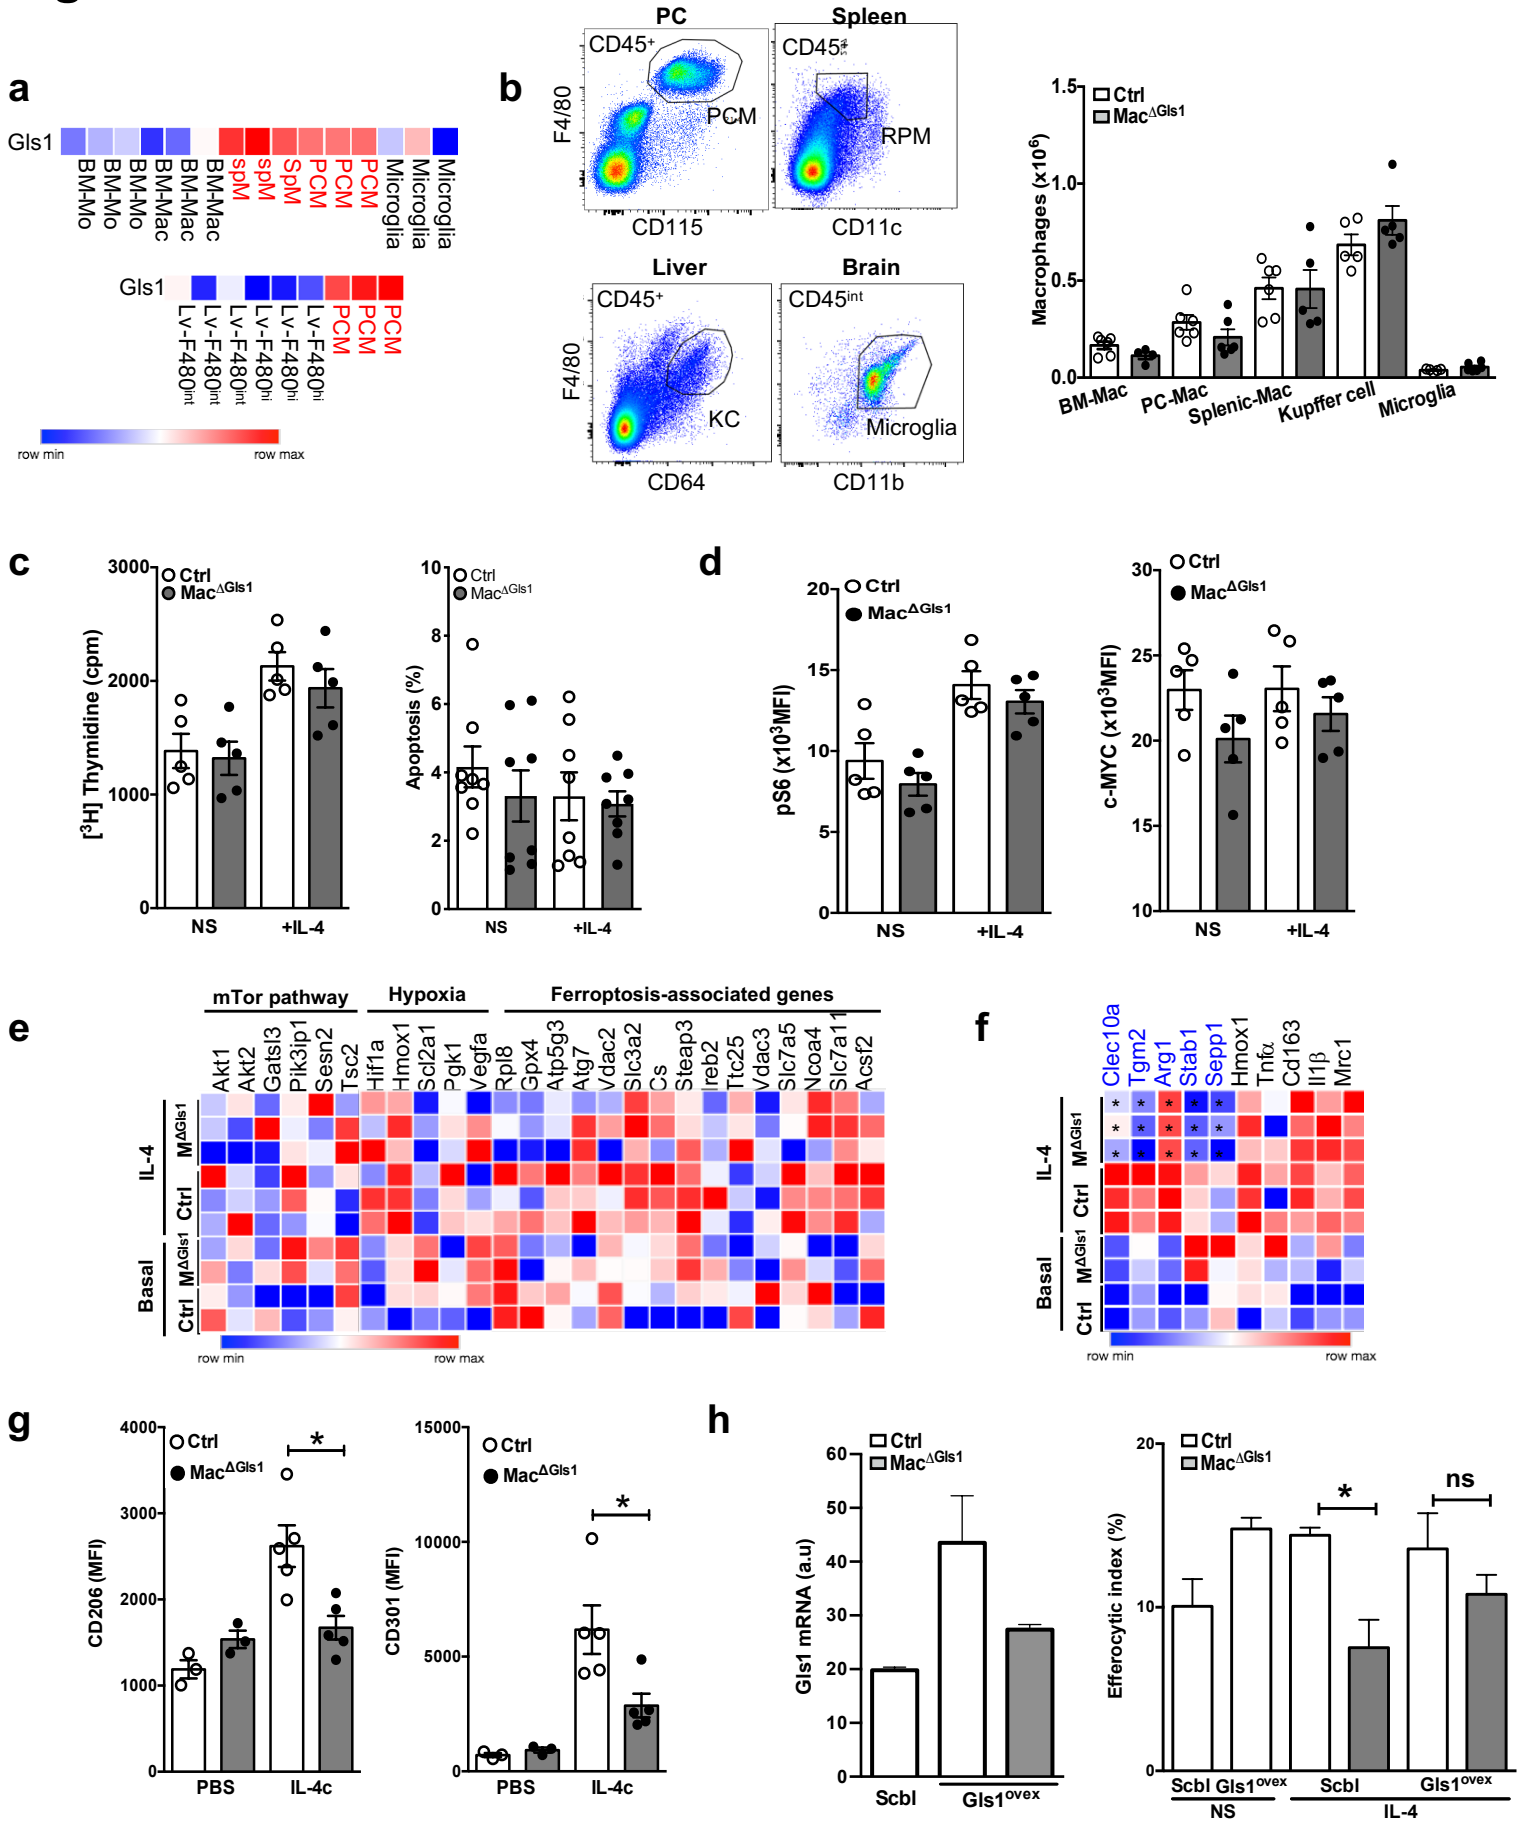 a
Gls1
BM-Mo
BM-Mo
BM-Mo
BM-Mac
BM-Mac
BM-Mac
spM
spM
SpM
PCM
PCM
PCM
Microglia
Microglia
Microglia
Gls1
Lv-F480int
Lv-F480int
Lv-F480int
Lv-F480hi
Lv-F480hi
Lv-F480hi
PCM
PCM
PCM
row min
row max
b
PC
CD45+
PCM
F4/80
CD115
Spleen
CD45+
RPM
CD11c
Liver
CD45+
KC
F4/80
CD64
Brain
CD45int
Microglia
CD11b
Ctrl
MacΔGls1
Macrophages (x10⁶)
1.5
1.0
0.5
0.0
BM-Mac
PC-Mac
Splenic-Mac
Kupffer cell
Microglia
c
Ctrl
MacΔGls1
[³H] Thymidine (cpm)
3000
2000
1000
0
NS
+IL-4
Ctrl
MacΔGls1
Apoptosis (%)
10
8
6
4
2
0
NS
+IL-4
d
Ctrl
MacΔGls1
pS6 (x10³MFI)
20
15
10
5
0
NS
+IL-4
Ctrl
MacΔGls1
c-MYC (x10³MFI)
30
25
20
15
10
NS
+IL-4
e
mTor pathway
Hypoxia
Ferroptosis-associated genes
Akt1
Akt2
Gatsl3
Pik3ip1
Sesn2
Tsc2
Hif1a
Hmox1
Scl2a1
Pgk1
Vegfa
Rpl8
Gpx4
Atp5g3
Atg7
Vdac2
Slc3a2
Cs
Steap3
Ireb2
Ttc25
Vdac3
Slc7a5
Ncoa4
Slc7a11
Acsf2
IL-4
MΔGls1
Ctrl
Basal
MΔGls1
Ctrl
row min
row max
f
Clec10a
Tgm2
Arg1
Stab1
Sepp1
Hmox1
Tnfα
Cd163
Il1β
Mrc1
* * * * *
* * * * *
* * * * *
IL-4
MΔGls1
Ctrl
Basal
MΔGls1
Ctrl
row min
row max
g
Ctrl
MacΔGls1
*
CD206 (MFI)
4000
3000
2000
1000
0
PBS
IL-4c
Ctrl
MacΔGls1
*
CD301 (MFI)
15000
10000
5000
0
PBS
IL-4c
h
Ctrl
MacΔGls1
Gls1 mRNA (a.u)
60
50
40
30
20
10
0
Scbl
Gls1ovex
Ctrl
MacΔGls1
*
ns
Efferocytic index (%)
20
10
0
Scbl Gls1ovex Scbl Gls1ovex
NS
IL-4